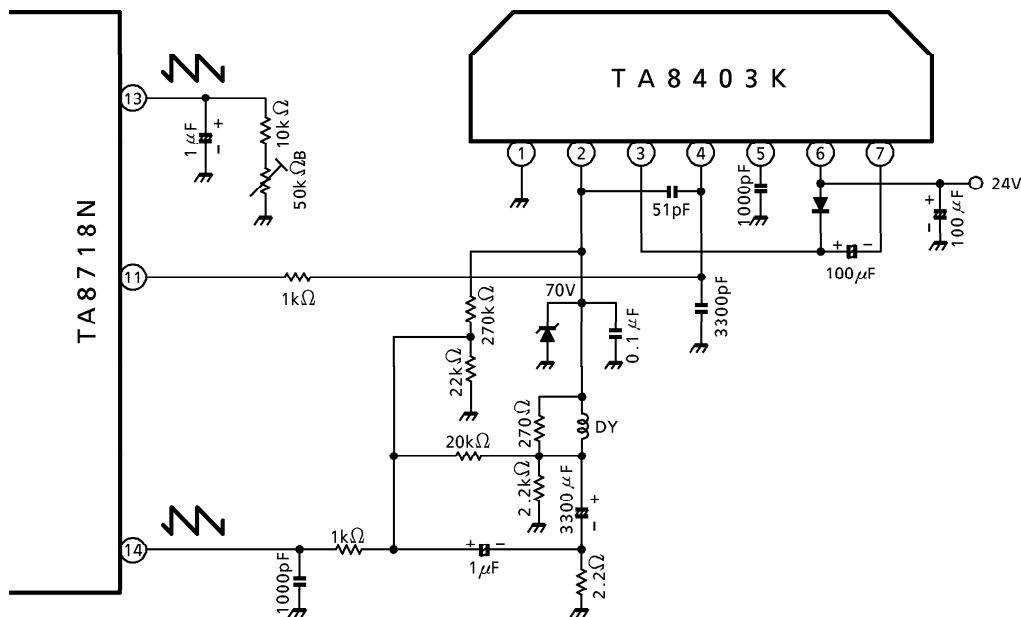 TA8403K
TA8718N
13
1μF
+
-
10kΩ
50kΩB
1
2
3
4
5
6
7
51pF
1000pF
24V
+
-
100μF
+
-
100μF
11
1kΩ
270kΩ
22kΩ
70V
0.1μF
3300pF
270Ω
DY
20kΩ
2.2kΩ
3300μF
+
-
14
1kΩ
1000pF
+
-
1μF
2.2Ω